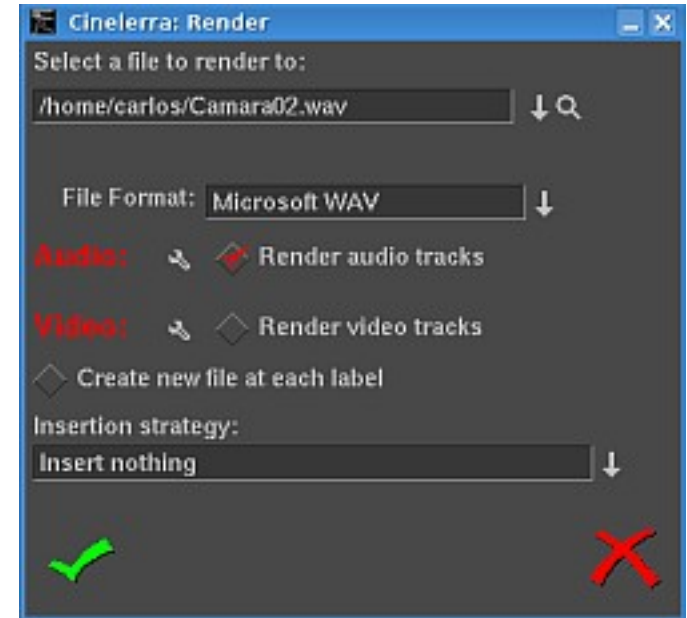 Cinelerra: Render
Select a file to render to:
/home/carlos/Camara02.wav
File Format: Microsoft WAV
Audio: Render audio tracks
Video: Render video tracks
Create new file at each label
Insertion strategy:
Insert nothing